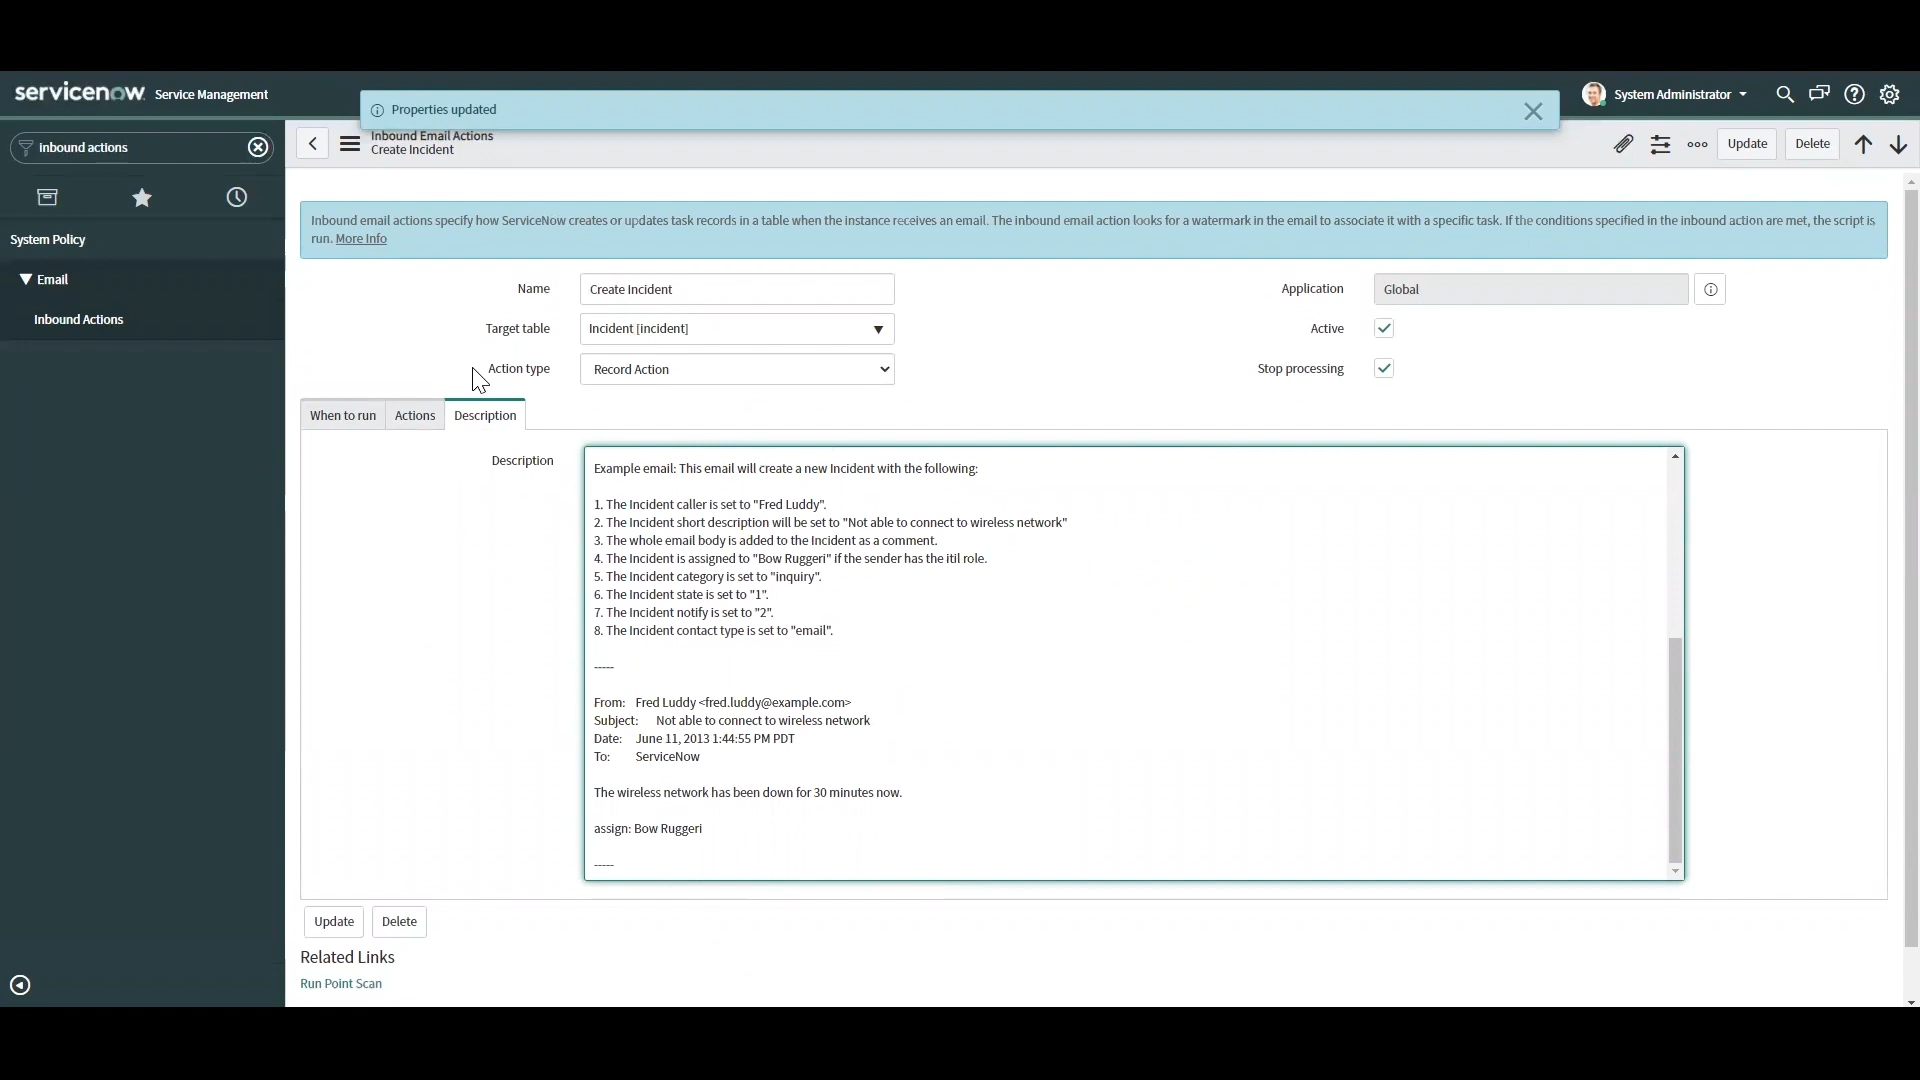 servicenow Service Management
Properties updated
System Administrator
inbound actions
Inbound Email Actions
Create Incident
Update
Delete
System Policy
Email
Inbound Actions
Inbound email actions specify how ServiceNow creates or updates task records in a table when the instance receives an email. The inbound email action looks for a watermark in the email to associate it with a specific task. If the conditions specified in the inbound action are met, the script is
run. More Info
Name
Create Incident
Application
Global
Target table
Incident [incident]
Active
Action type
Record Action
Stop processing
When to run
Actions
Description
Description
Example email: This email will create a new Incident with the following:
1. The Incident caller is set to "Fred Luddy".
2. The Incident short description will be set to "Not able to connect to wireless network"
3. The whole email body is added to the Incident as a comment.
4. The Incident is assigned to "Bow Ruggeri" if the sender has the itil role.
5. The Incident category is set to "inquiry".
6. The Incident state is set to "1".
7. The Incident notify is set to "2".
8. The Incident contact type is set to "email".
-----
From: Fred Luddy <fred.luddy@example.com>
Subject: Not able to connect to wireless network
Date: June 11, 2013 1:44:55 PM PDT
To: ServiceNow
The wireless network has been down for 30 minutes now.
assign: Bow Ruggeri
-----
Update
Delete
Related Links
Run Point Scan